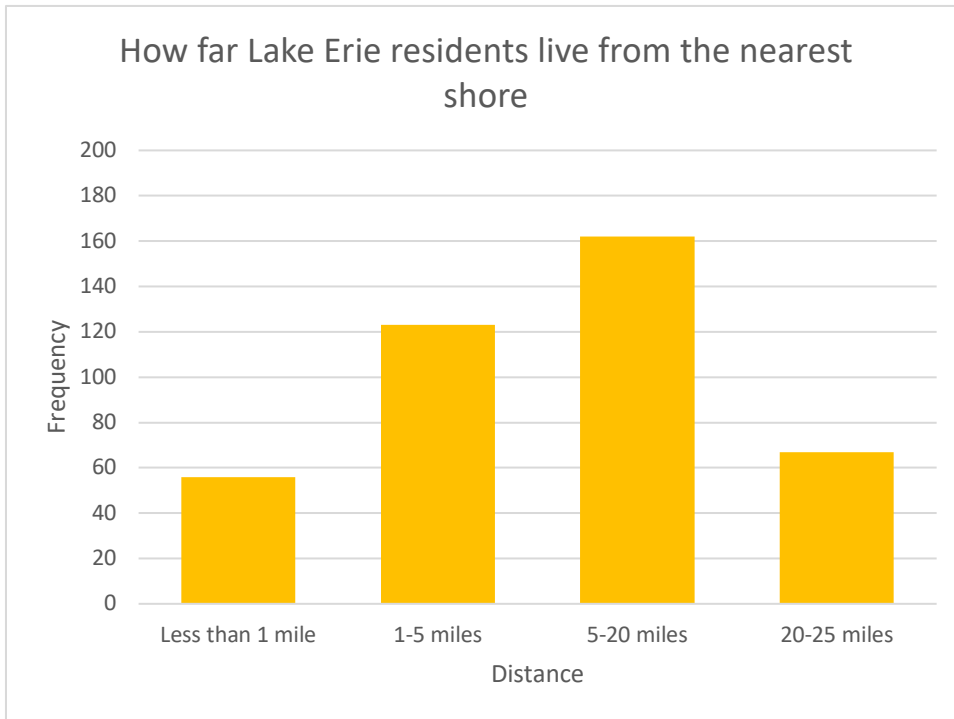 How far Lake Erie residents live from the nearest
shore
200
180
160
140
120
100
80
60
40
20
0
Frequency
Less than 1 mile
1-5 miles
5-20 miles
20-25 miles
Distance